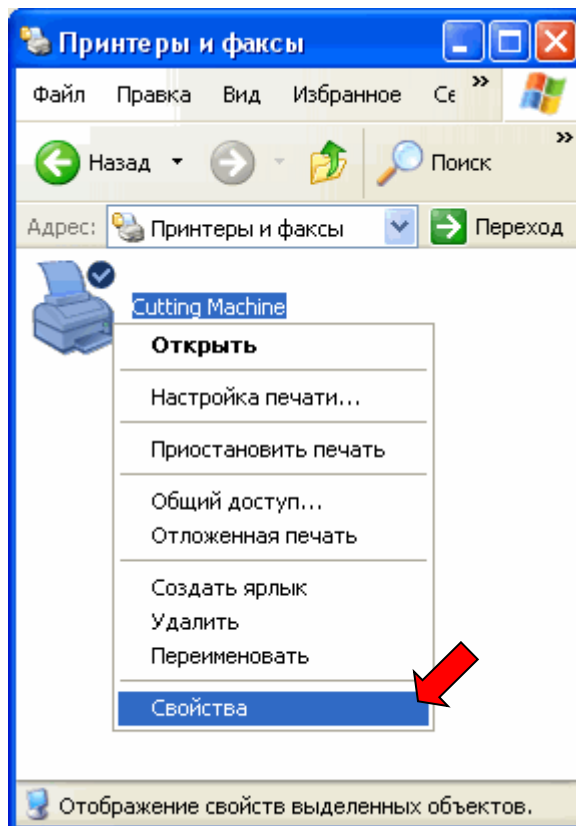 Принтеры и факсы
Файл Правка Вид Избранное »
Назад »
Поиск
Адрес: Принтеры и факсы Переход
Cutting Machine
Открыть
Настройка печати...
Приостановить печать
Общий доступ...
Отложенная печать
Создать ярлык
Удалить
Переименовать
Свойства
Отображение свойств выделенных объектов.